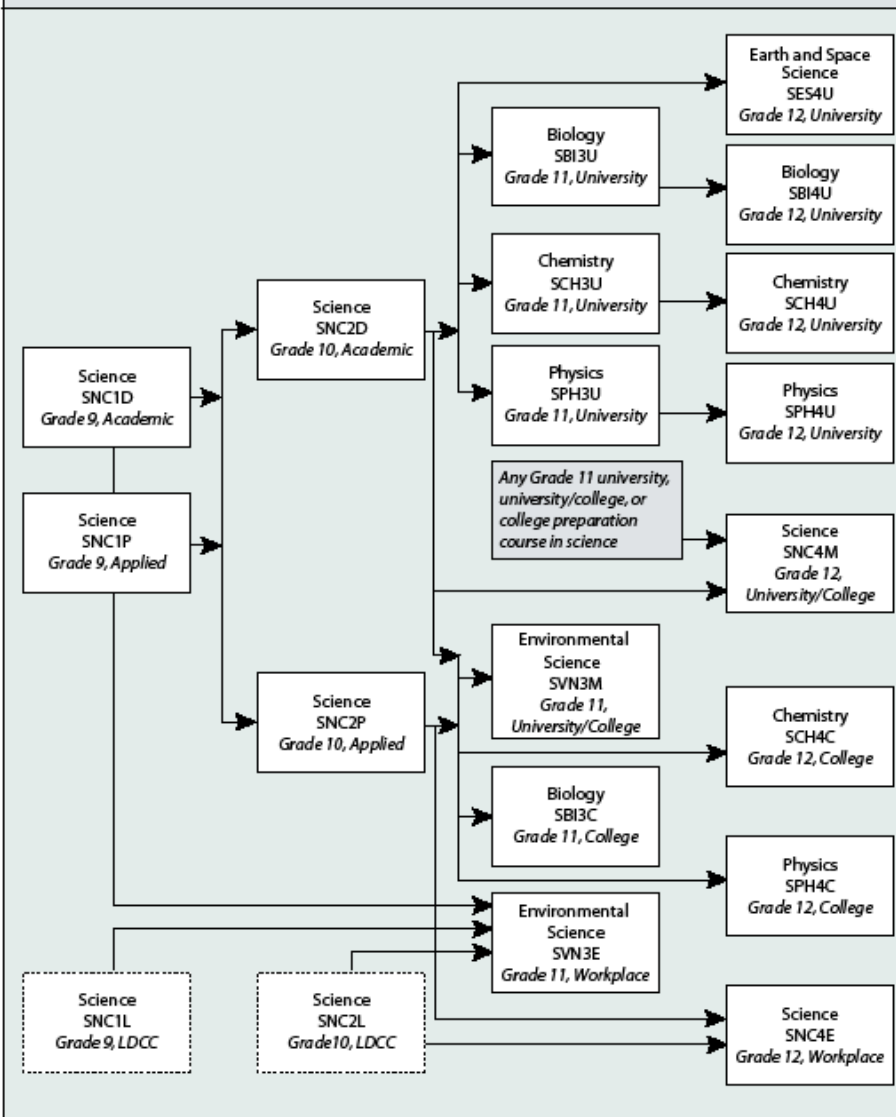 Science
SNC1D
Grade 9, Academic
Science
SNC1P
Grade 9, Applied
Science
SNC1L
Grade 9, LDCC
Science
SNC2D
Grade 10, Academic
Science
SNC2P
Grade 10, Applied
Science
SNC2L
Grade10, LDCC
Biology
SBI3U
Grade 11, University
Chemistry
SCH3U
Grade 11, University
Physics
SPH3U
Grade 11, University
Any Grade 11 university,
university/college, or
college preparation
course in science
Environmental
Science
SVN3M
Grade 11,
University/College
Biology
SBI3C
Grade 11, College
Environmental
Science
SVN3E
Grade 11, Workplace
Earth and Space
Science
SES4U
Grade 12, University
Biology
SBI4U
Grade 12, University
Chemistry
SCH4U
Grade 12, University
Physics
SPH4U
Grade 12, University
Science
SNC4M
Grade 12,
University/College
Chemistry
SCH4C
Grade 12, College
Physics
SPH4C
Grade 12, College
Science
SNC4E
Grade 12, Workplace